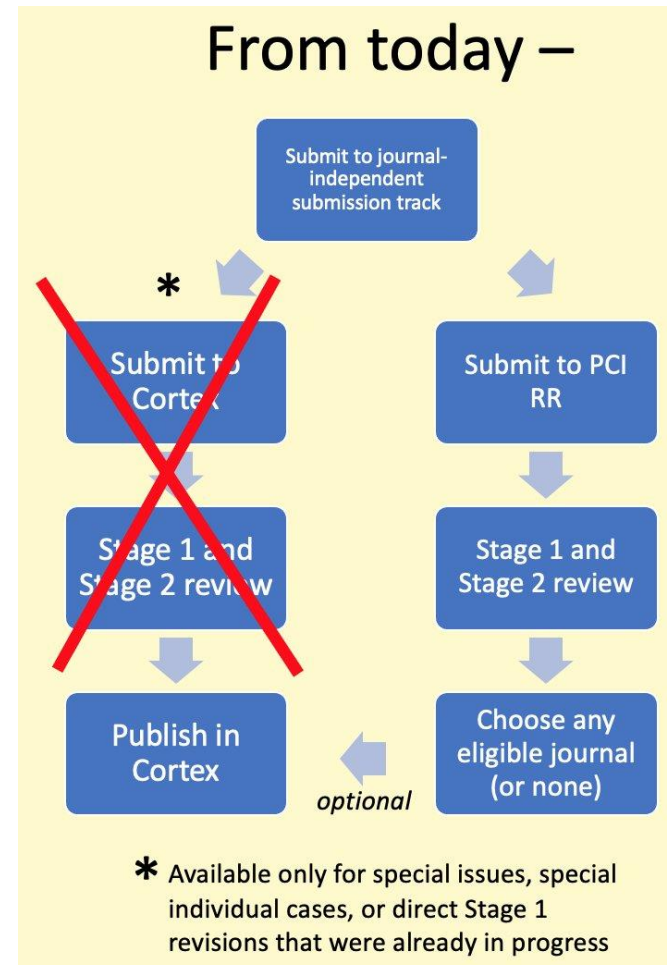 From today –
Submit to journal-
independent
submission track
*
Submit to
Cortex
Submit to PCI
RR
Stage 1 and
Stage 2 review
Stage 1 and
Stage 2 review
Publish in
Cortex
optional
Choose any
eligible journal
(or none)
* Available only for special issues, special
individual cases, or direct Stage 1
revisions that were already in progress